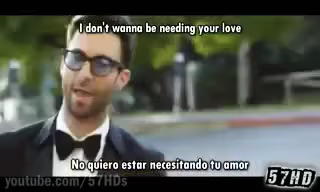 I don't wanna be needing your love
No quiero estar necesitando tu amor
57HD
youtube.com/57HDs